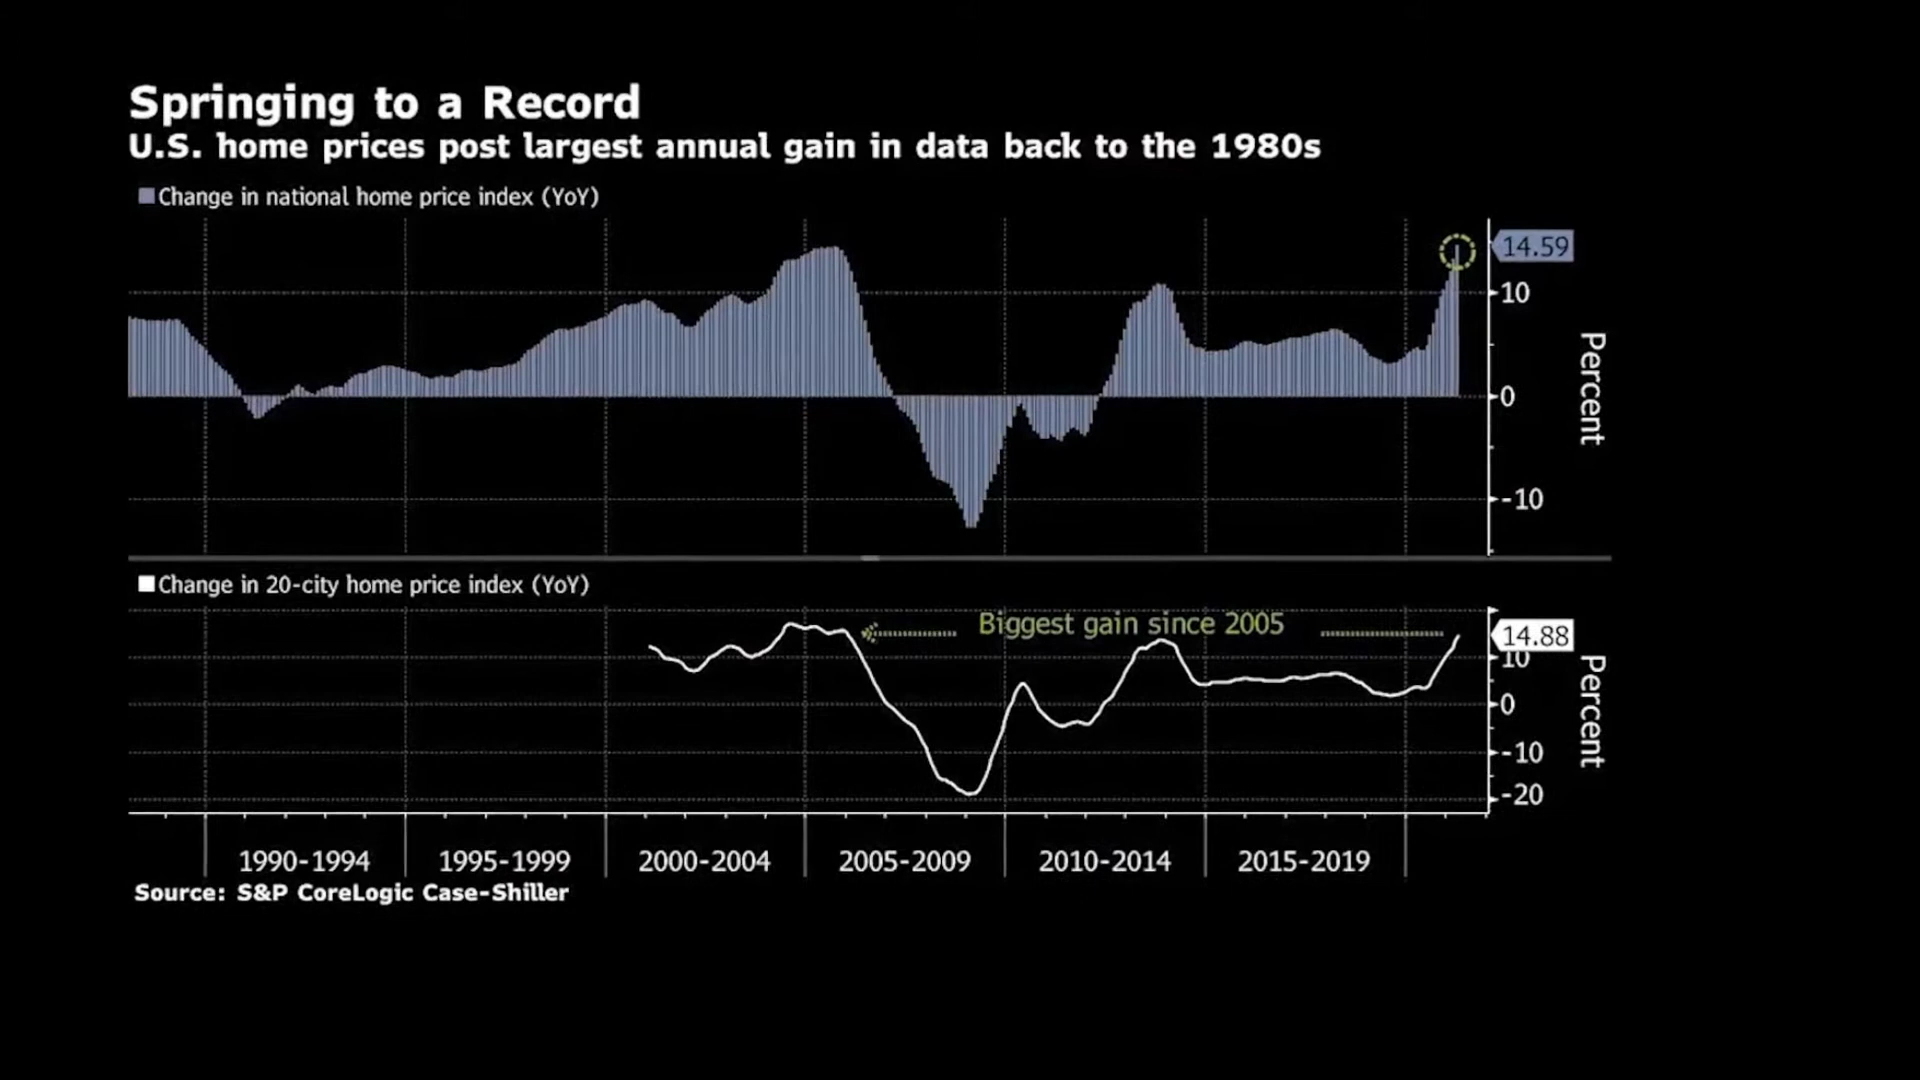 Springing to a Record
U.S. home prices post largest annual gain in data back to the 1980s
Change in national home price index (YoY)
14.59
10
0
-10
Percent
Change in 20-city home price index (YoY)
Biggest gain since 2005
14.88
10
0
-10
-20
Percent
1990-1994 1995-1999 2000-2004 2005-2009 2010-2014 2015-2019
Source: S&P CoreLogic Case-Shiller